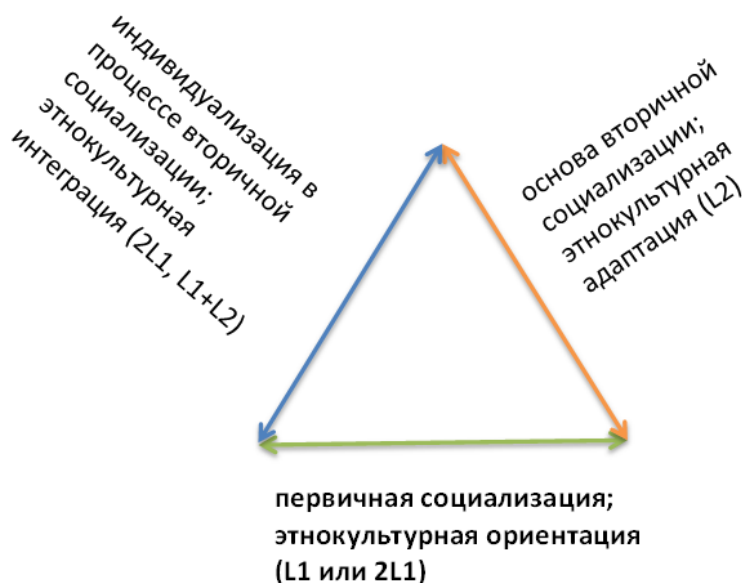 индивидуализация в
процессе вторичной
социализации;
этнокультурная
интеграция (2L1, L1+L2)
основа вторичной
социализации;
этнокультурная
адаптация (L2)
первичная социализация;
этнокультурная ориентация
(L1 или 2L1)